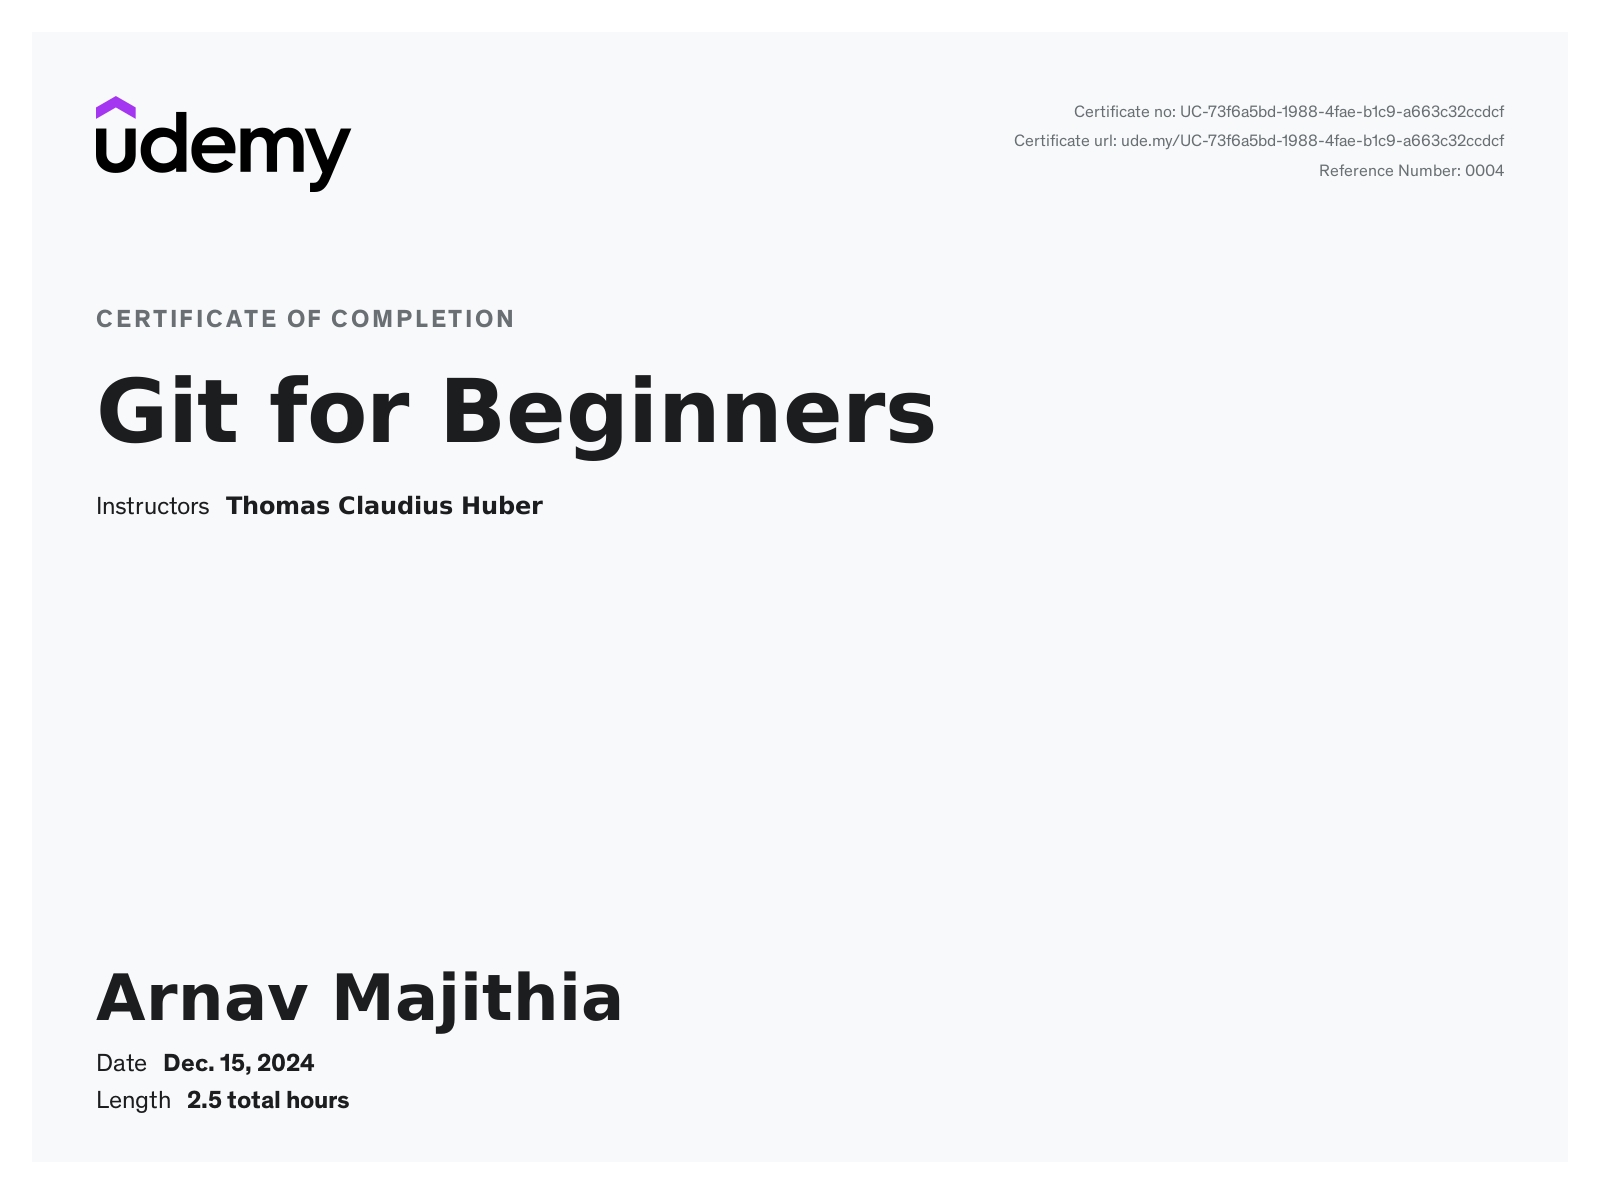 udemy
Certificate no: UC-73f6a5bd-1988-4fae-b1c9-a663c32ccdcf
Certificate url: ude.my/UC-73f6a5bd-1988-4fae-b1c9-a663c32ccdcf
Reference Number: 0004
CERTIFICATE OF COMPLETION
Git for Beginners
Instructors Thomas Claudius Huber
Arnav Majithia
Date Dec. 15, 2024
Length 2.5 total hours